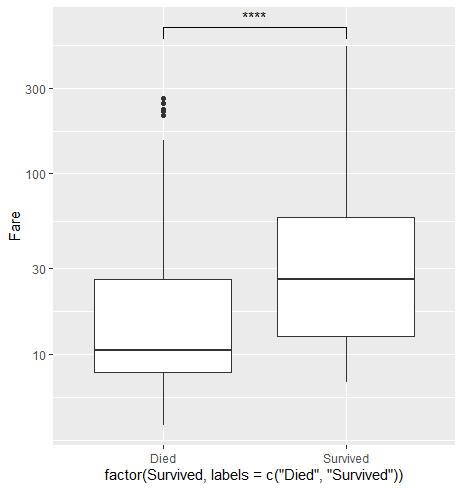 ****
300
100
30
10
Fare
Died Survived
factor(Survived, labels = c("Died", "Survived"))